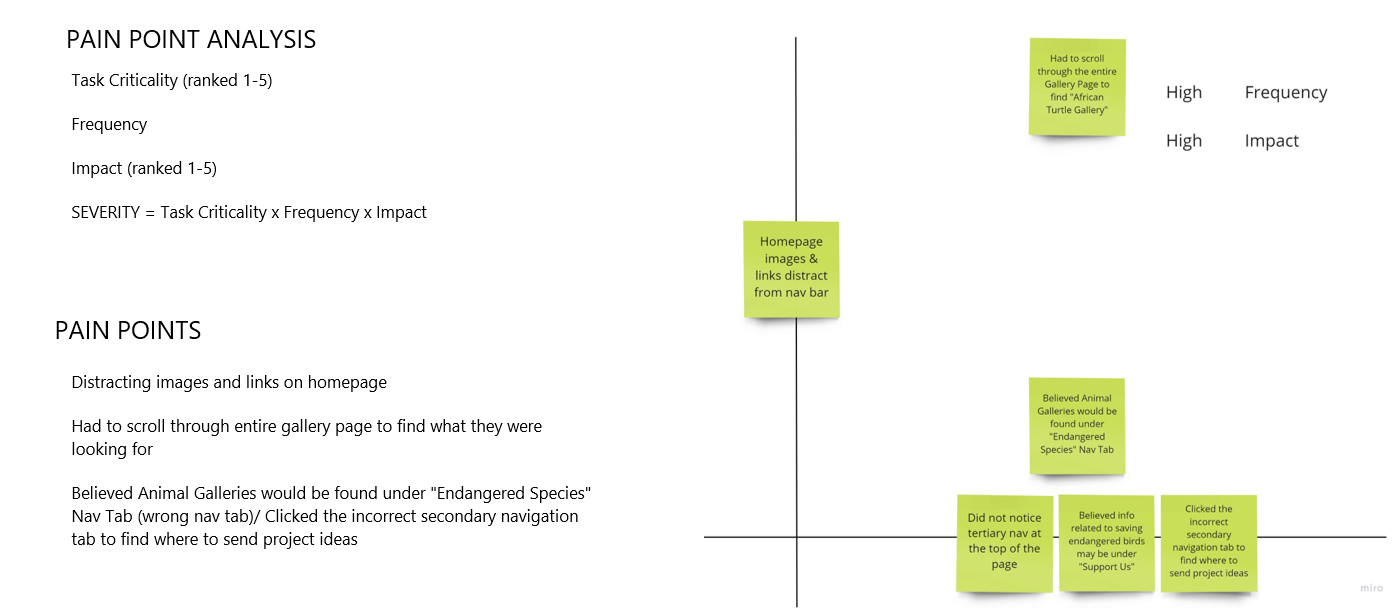 PAIN POINT ANALYSIS
Task Criticality (ranked 1-5)
Frequency
Impact (ranked 1-5)
SEVERITY = Task Criticality x Frequency x Impact
PAIN POINTS
Distracting images and links on homepage
Had to scroll through entire gallery page to find what they were
looking for
Believed Animal Galleries would be found under "Endangered Species"
Nav Tab (wrong nav tab)/ Clicked the incorrect secondary navigation
tab to find where to send project ideas
Had to scroll
through the entire
Gallery Page to
find "African
Turtle Gallery"
High Frequency
High Impact
Homepage
images &
links distract
from nav bar
Believed Animal
Galleries would be
found under
"Endangered
Species" Nav Tab
Did not notice
tertiary nav at
the top of the
page
Believed info
related to saving
endangered birds
may be under
"Support Us"
Clicked the
incorrect
secondary
navigation tab to
find where to
send project ideas
miro